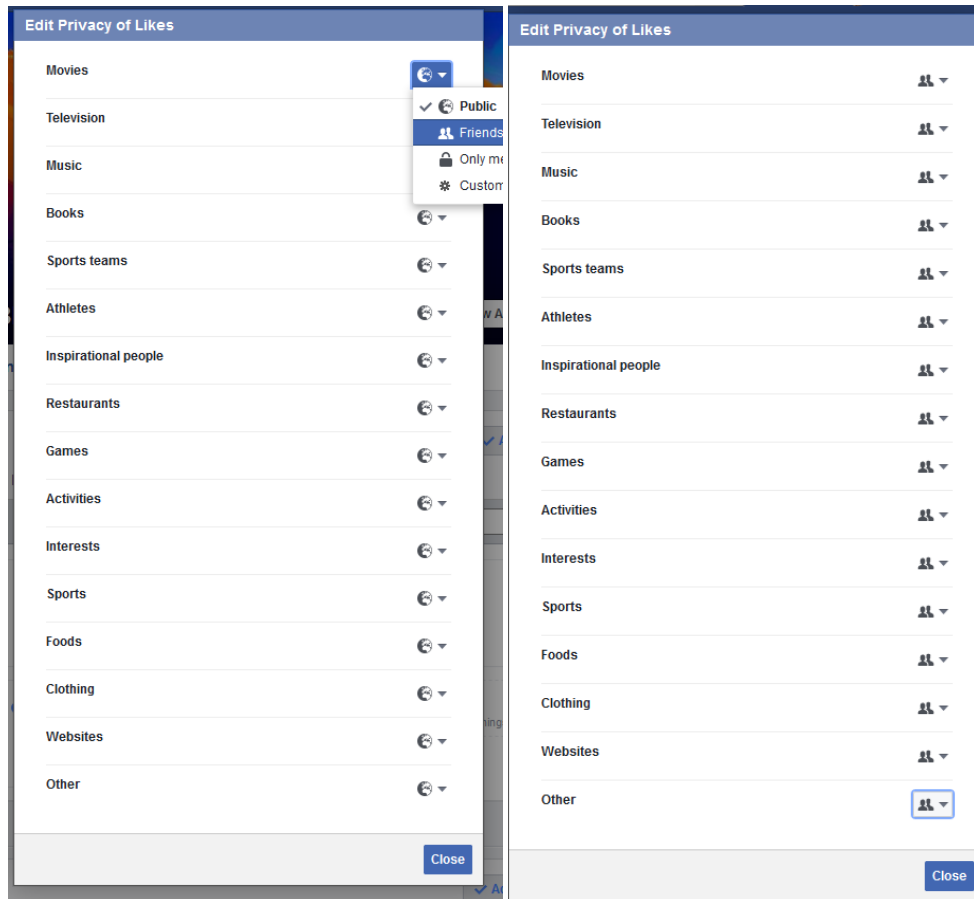 Edit Privacy of Likes
Movies
Public
Friends
Only me
Custom
Television
Music
Books
Sports teams
Athletes
Inspirational people
Restaurants
Games
Activities
Interests
Sports
Foods
Clothing
Websites
Other
Close
Edit Privacy of Likes
Movies
Television
Music
Books
Sports teams
Athletes
Inspirational people
Restaurants
Games
Activities
Interests
Sports
Foods
Clothing
Websites
Other
Close